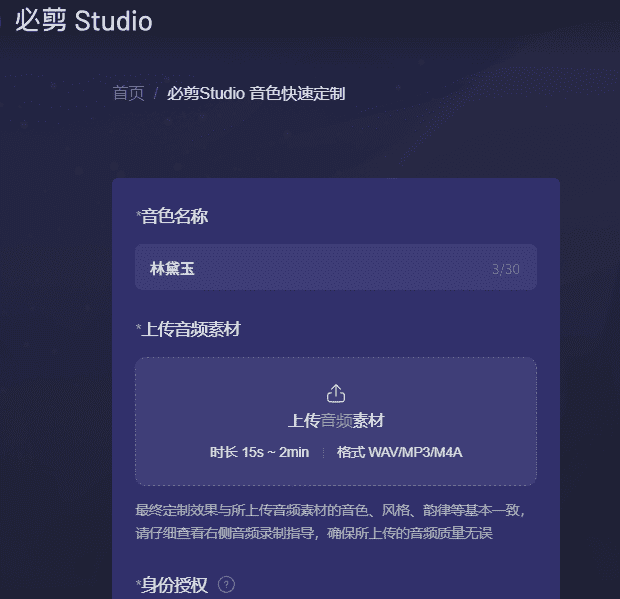 必剪 Studio
首页 / 必剪Studio 音色快速定制
*音色名称
林黛玉 3/30
*上传音频素材
上传音频素材
时长 15s ~ 2min 格式 WAV/MP3/M4A
最终定制效果与所上传音频素材的音色、风格、韵律等基本一致，
请仔细查看右侧音频录制指导，确保所上传的音频质量无误
*身份授权 ?